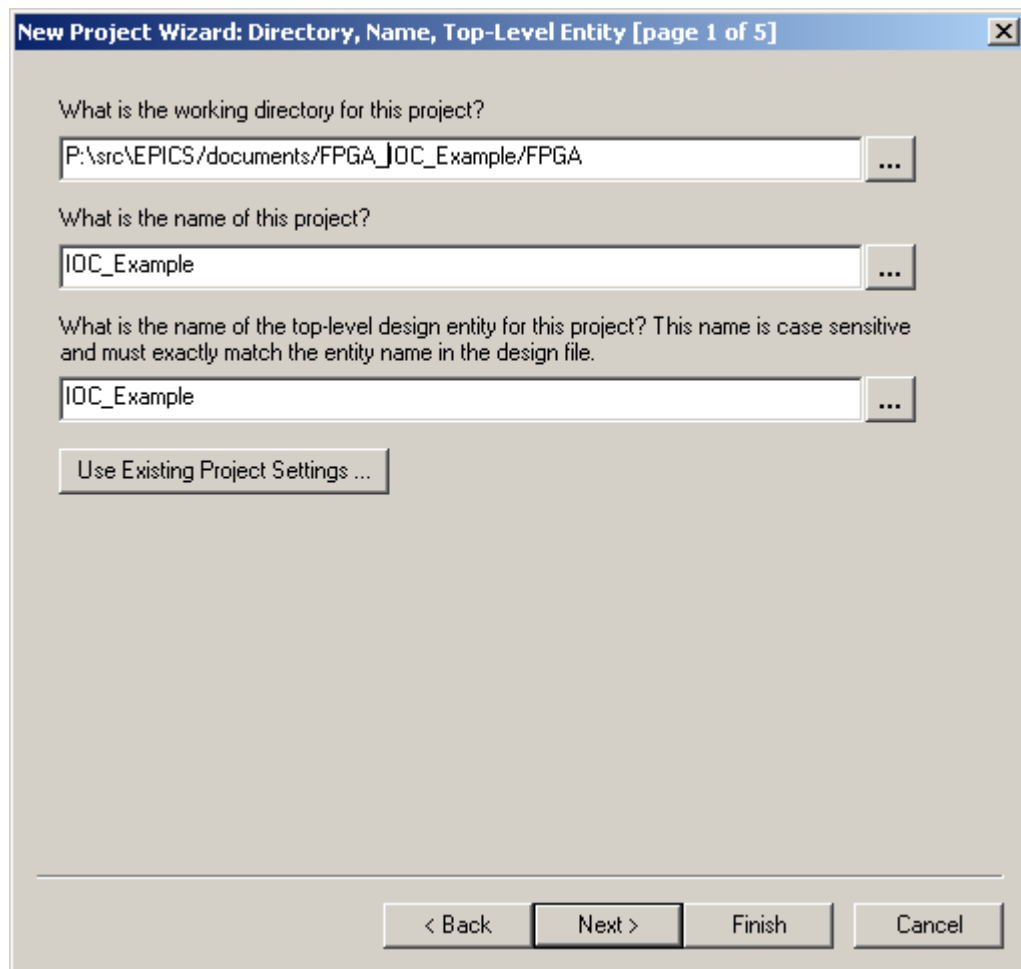 New Project Wizard: Directory, Name, Top-Level Entity [page 1 of 5]
What is the working directory for this project?
P:\src\EPICS/documents/FPGA_IOC_Example/FPGA
...
What is the name of this project?
IOC_Example
...
What is the name of the top-level design entity for this project? This name is case sensitive
and must exactly match the entity name in the design file.
IOC_Example
...
Use Existing Project Settings ...
< Back
Next >
Finish
Cancel